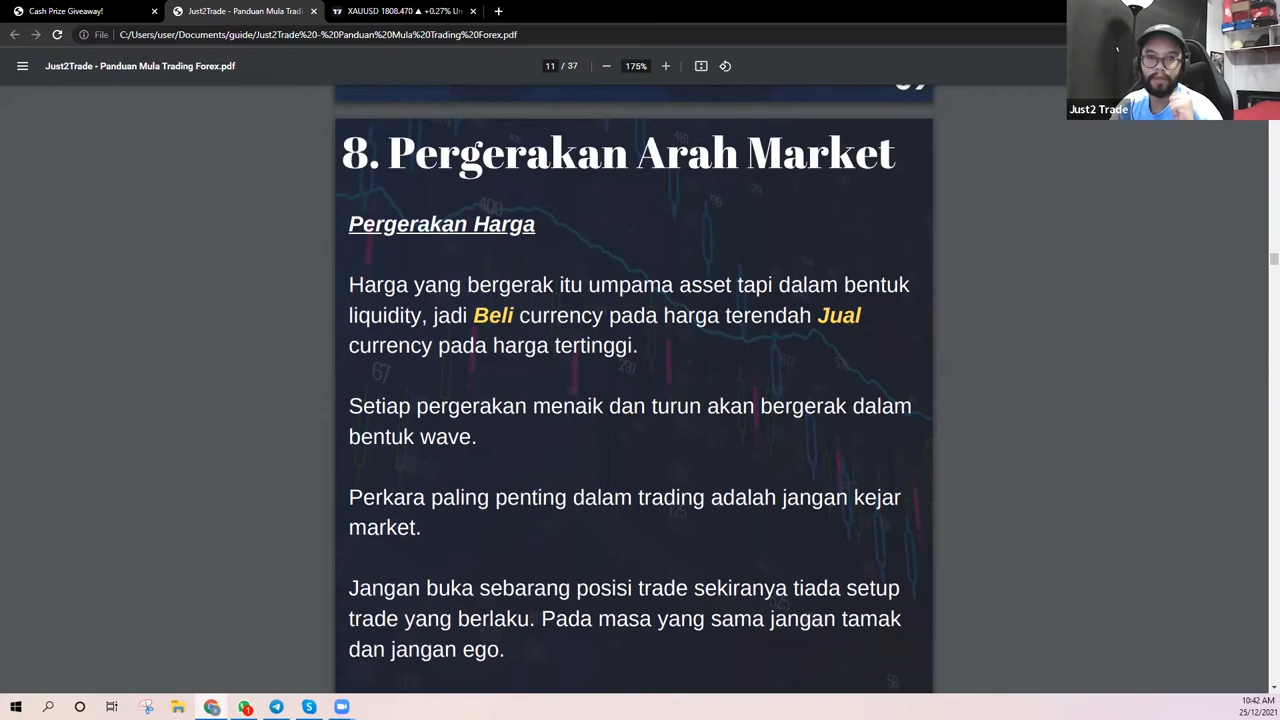 Cash Prize Giveaway!
Just2Trade - Panduan Mula Tradi
XAUUSD 1808.470 ▲ +0.27% Un
File
C:/Users/user/Documents/guide/Just2Trade%20-%20Panduan%20Mula%20Trading%20Forex.pdf
Just2Trade - Panduan Mula Trading Forex.pdf
11 / 37
175%
Just2 Trade
8. Pergerakan Arah Market
Pergerakan Harga
Harga yang bergerak itu umpama asset tapi dalam bentuk
liquidity, jadi Beli currency pada harga terendah Jual
currency pada harga tertinggi.
Setiap pergerakan menaik dan turun akan bergerak dalam
bentuk wave.
Perkara paling penting dalam trading adalah jangan kejar
market.
Jangan buka sebarang posisi trade sekiranya tiada setup
trade yang berlaku. Pada masa yang sama jangan tamak
dan jangan ego.
10:42 AM
25/12/2021